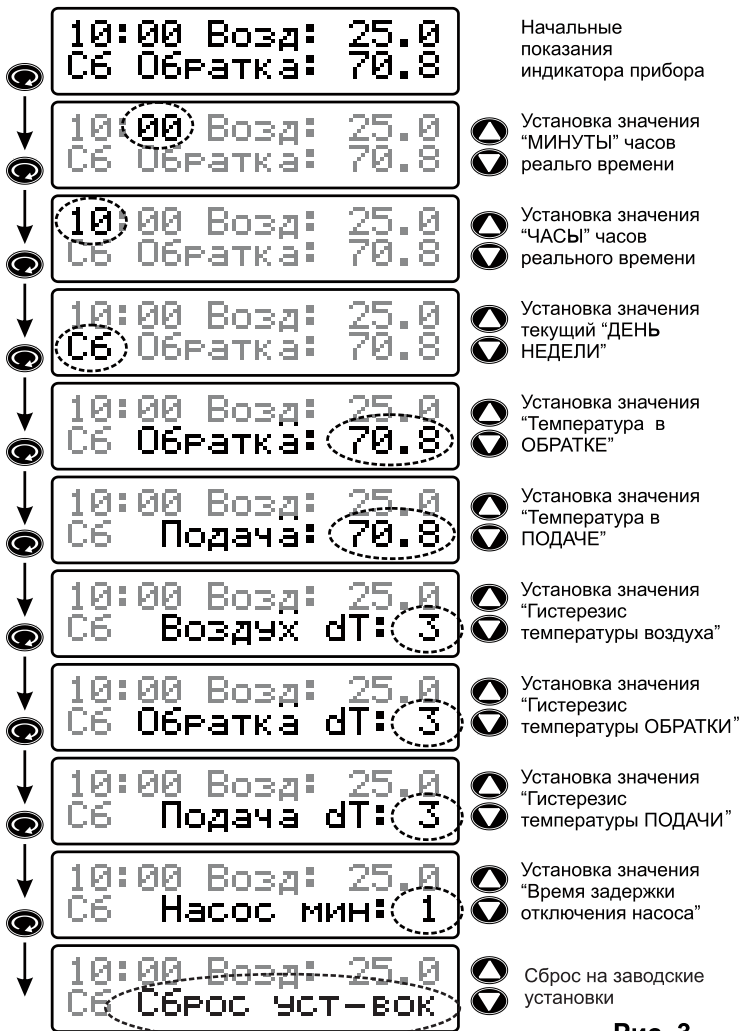 10:00 Возд: 25.0
Сб Обратка: 70.8
Начальные
показания
индикатора прибора
10:00 Возд: 25.0
Сб Обратка: 70.8
Установка значения
“МИНУТЫ” часов
реальго времени
10:00 Возд: 25.0
Сб Обратка: 70.8
Установка значения
“ЧАСЫ” часов
реального времени
10:00 Возд: 25.0
Сб Обратка: 70.8
Установка значения
текущий “ДЕНЬ
НЕДЕЛИ”
10:00 Возд: 25.0
Сб Обратка: 70.8
Установка значения
“Температура в
ОБРАТКЕ”
10:00 Возд: 25.0
Сб Подача: 70.8
Установка значения
“Температура в
ПОДАЧЕ”
10:00 Возд: 25.0
Сб Воздух dT: 3
Установка значения
“Гистерезис
температуры воздуха”
10:00 Возд: 25.0
Сб Обратка dT: 3
Установка значения
“Гистерезис
температуры ОБРАТКИ”
10:00 Возд: 25.0
Сб Подача dT: 3
Установка значения
“Гистерезис
температуры ПОДАЧИ”
10:00 Возд: 25.0
Сб Насос мин: 1
Установка значения
“Время задержки
отключения насоса”
10:00 Возд: 25.0
Сб Сброс уст-вок
Сброс на заводские
установки
Рис. 3